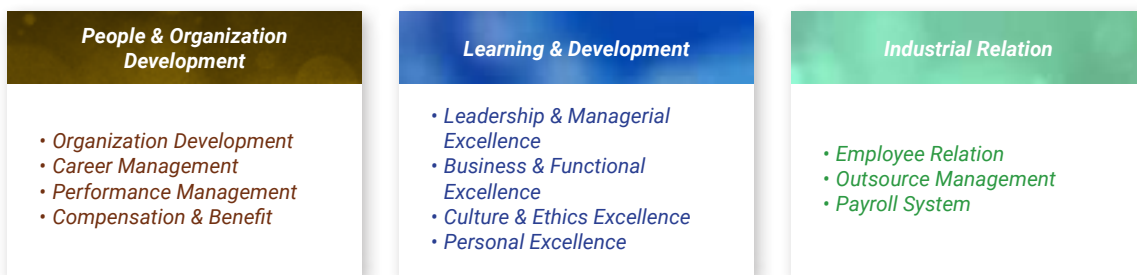 People & Organization
Development
• Organization Development
• Career Management
• Performance Management
• Compensation & Benefit
Learning & Development
• Leadership & Managerial
Excellence
• Business & Functional
Excellence
• Culture & Ethics Excellence
• Personal Excellence
Industrial Relation
• Employee Relation
• Outsource Management
• Payroll System